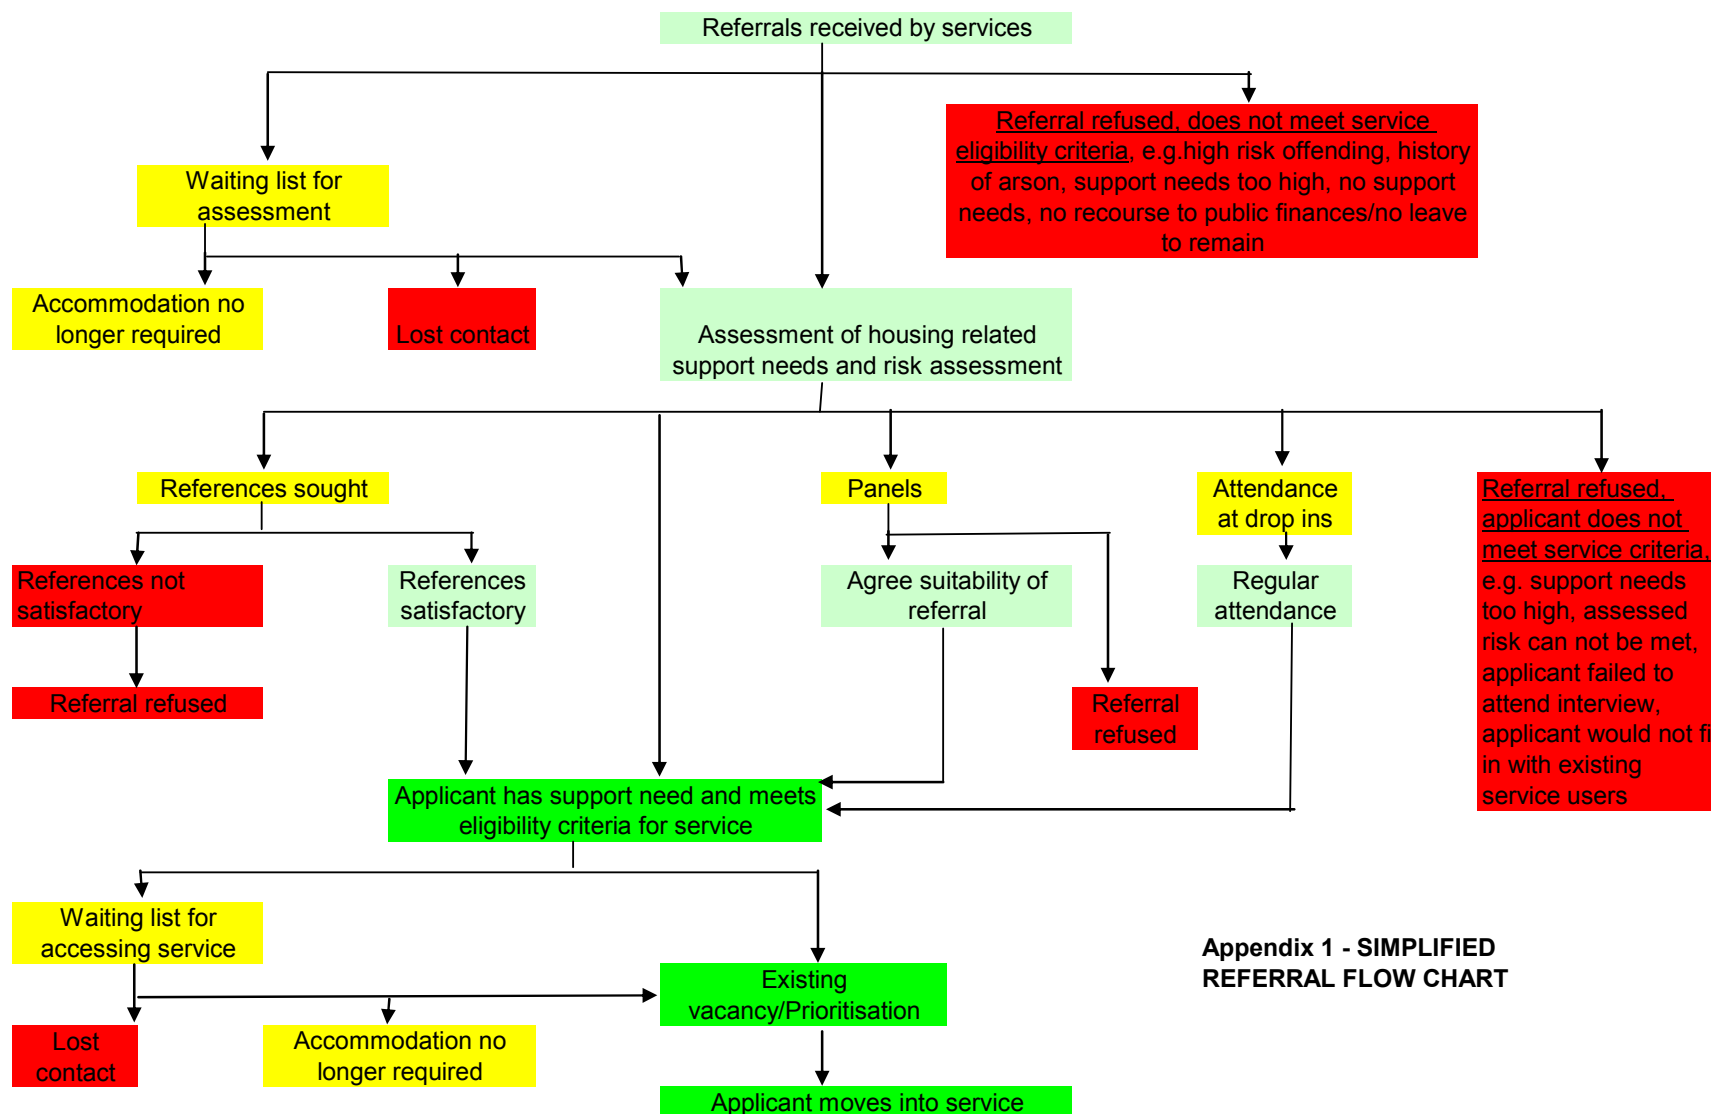 Referrals received by services
Referral refused, does not meet service
eligibility criteria, e.g.high risk offending, history
of arson, support needs too high, no support
needs, no recourse to public finances/no leave
to remain
Waiting list for
assessment
Accommodation no
longer required
Lost contact
Assessment of housing related
support needs and risk assessment
References sought
Panels
Attendance
at drop ins
Referral refused,
applicant does not
meet service criteria,
e.g. support needs
too high, assessed
risk can not be met,
applicant failed to
attend interview,
applicant would not fi
in with existing
service users
References not
satisfactory
References
satisfactory
Agree suitability of
referral
Regular
attendance
Referral refused
Referral
refused
Applicant has support need and meets
eligibility criteria for service
Waiting list for
accessing service
Appendix 1 - SIMPLIFIED
REFERRAL FLOW CHART
Existing
vacancy/Prioritisation
Lost
contact
Accommodation no
longer required
Applicant moves into service